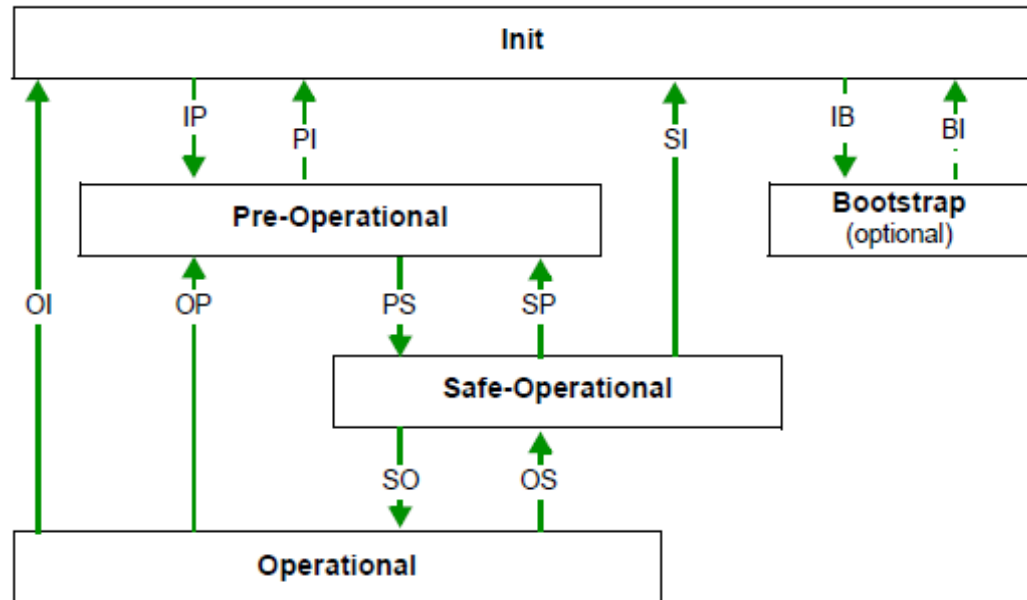 Init
IP
PI
SI
IB
BI
Pre-Operational
Bootstrap
(optional)
OI
OP
PS
SP
Safe-Operational
SO
OS
Operational